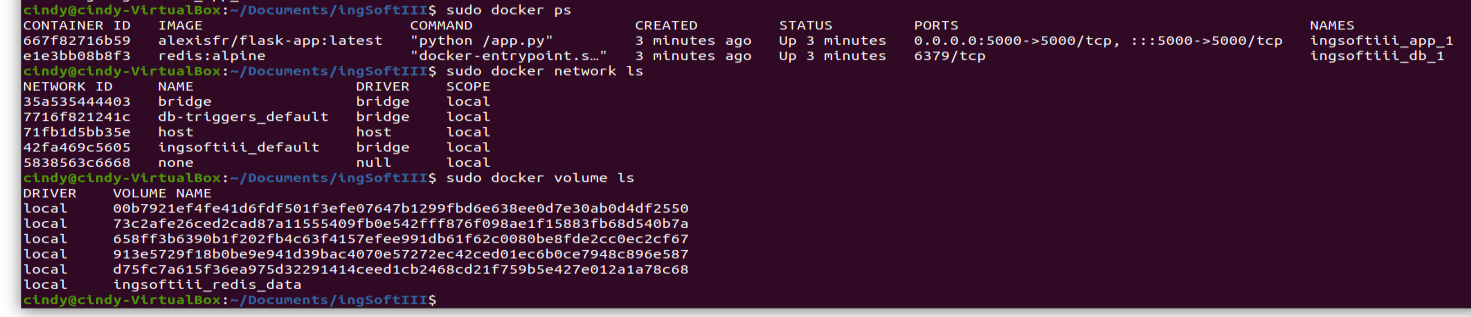 cindy@cindy-VirtualBox:~/Documents/ingSoftIII$ sudo docker ps
CONTAINER ID   IMAGE                       COMMAND                  CREATED         STATUS         PORTS                                       NAMES
667f82716b59   alexisfr/flask-app:latest   "python /app.py"         3 minutes ago   Up 3 minutes   0.0.0.0:5000->5000/tcp, :::5000->5000/tcp   ingsoftiii_app_1
e1e3bb08b8f3   redis:alpine                "docker-entrypoint.s…"   3 minutes ago   Up 3 minutes   6379/tcp                                    ingsoftiii_db_1
cindy@cindy-VirtualBox:~/Documents/ingSoftIII$ sudo docker network ls
NETWORK ID     NAME                  DRIVER    SCOPE
35a535444403   bridge                bridge    local
7716f821241c   db-triggers_default   bridge    local
71fb1d5bb35e   host                  host      local
42fa469c5605   ingsoftiii_default    bridge    local
5838563c6668   none                  null      local
cindy@cindy-VirtualBox:~/Documents/ingSoftIII$ sudo docker volume ls
DRIVER    VOLUME NAME
local     00b7921ef4fe41d6fdf501f3efe07647b1299fbd6e638ee0d7e30ab0d4df2550
local     73c2afe26ced2cad87a11555409fb0e542fff876f098ae1f15883fb68d540b7a
local     658ff3b6390b1f202fb4c63f4157efee991db61f62c0080be8fde2cc0ec2cf67
local     913e5729f18b0be9e941d39bac4070e57272ec42ced01ec6b0ce7948c896e587
local     d75fc7a615f36ea975d32291414ceed1cb2468cd21f759b5e427e012a1a78c68
local     ingsoftiii_redis_data
cindy@cindy-VirtualBox:~/Documents/ingSoftIII$